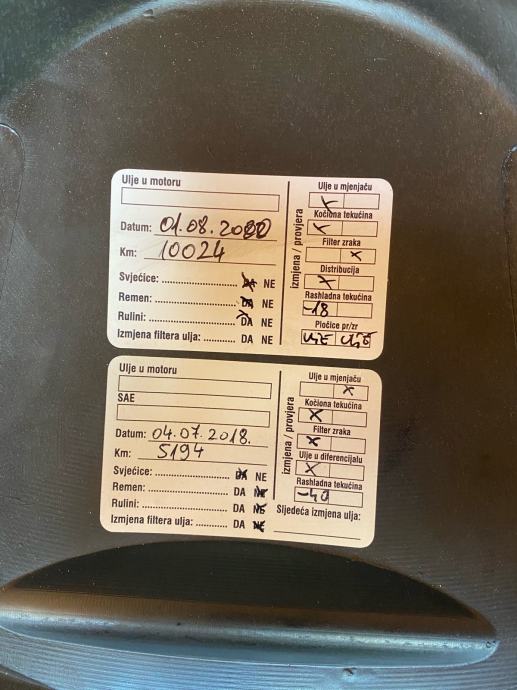 Ulje u motoru
Datum: 01.08.2020
Km: 10024
Svjećice: DA NE
Remen: DA NE
Rulini: DA NE
Izmjena filtera ulja: DA NE
izmjena / provjera
Ulje u mjenjaču
X
Kočiona tekućina
X
Filter zraka
X
Distribucija
X
Rashladna tekućina
-18
Pločice pr/zr
Ulje u motoru
SAE
Datum: 04.07.2018.
Km: 5194
Svjećice: DA NE
Remen: DA NE
Rulini: DA NE
Izmjena filtera ulja: DA NE
izmjena / provjera
Ulje u mjenjaču
X
Kočiona tekućina
X
Filter zraka
X
Ulje u diferencijalu
X
Rashladna tekućina
Sljedeća izmjena ulja: